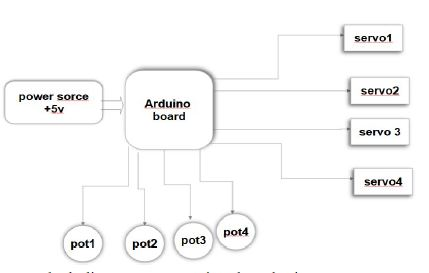 servo1
power sorce
+5v
Arduino
board
servo2
servo 3
servo4
pot1
pot2
pot3
pot4